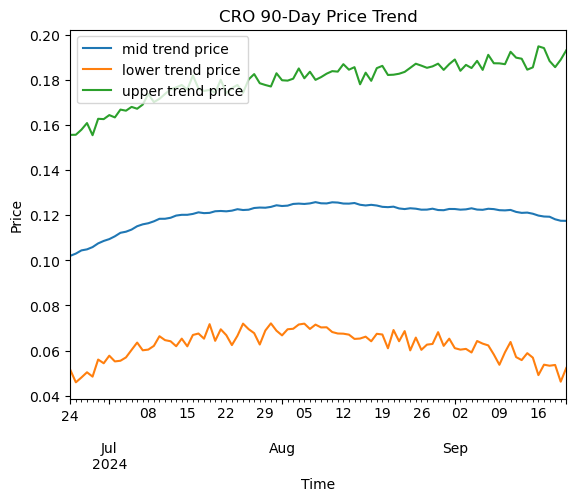 CRO 90-Day Price Trend
0.20
0.18
0.16
0.14
0.12
0.10
0.08
0.06
0.04
Price
mid trend price
lower trend price
upper trend price
24 08 15 22 29 05 12 19 26 02 09 16
Jul Aug Sep
2024
Time